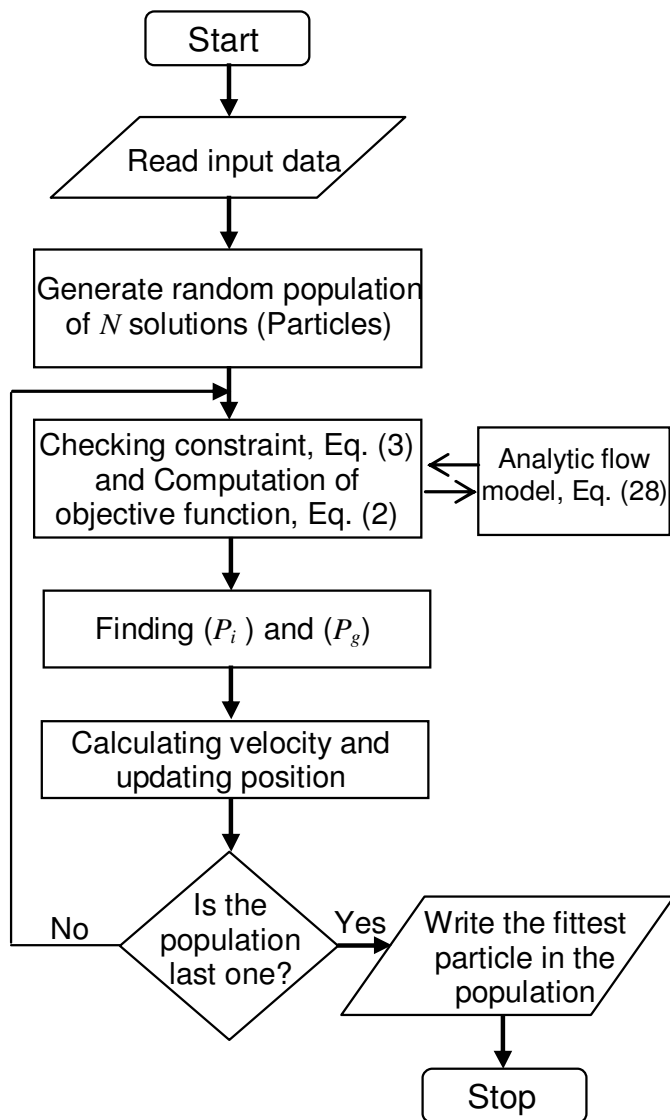 Start
Read input data
Generate random population
of N solutions (Particles)
Checking constraint, Eq. (3)
and Computation of
objective function, Eq. (2)
Analytic flow
model, Eq. (28)
Finding (P_i) and (P_g)
Calculating velocity and
updating position
Is the
population
last one?
No
Yes
Write the fittest
particle in the
population
Stop